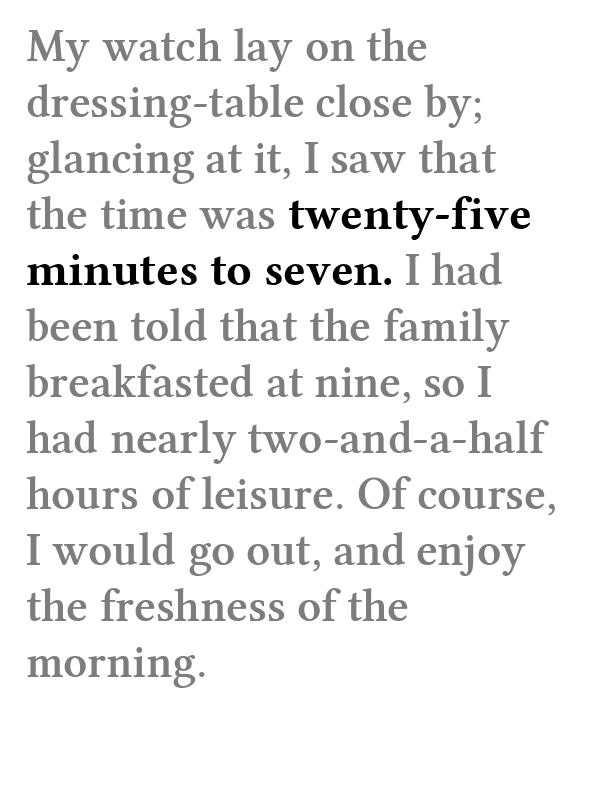 My watch lay on the
dressing-table close by;
glancing at it, I saw that
the time was twenty-five
minutes to seven. I had
been told that the family
breakfasted at nine, so I
had nearly two-and-a-half
hours of leisure. Of course,
I would go out, and enjoy
the freshness of the
morning.